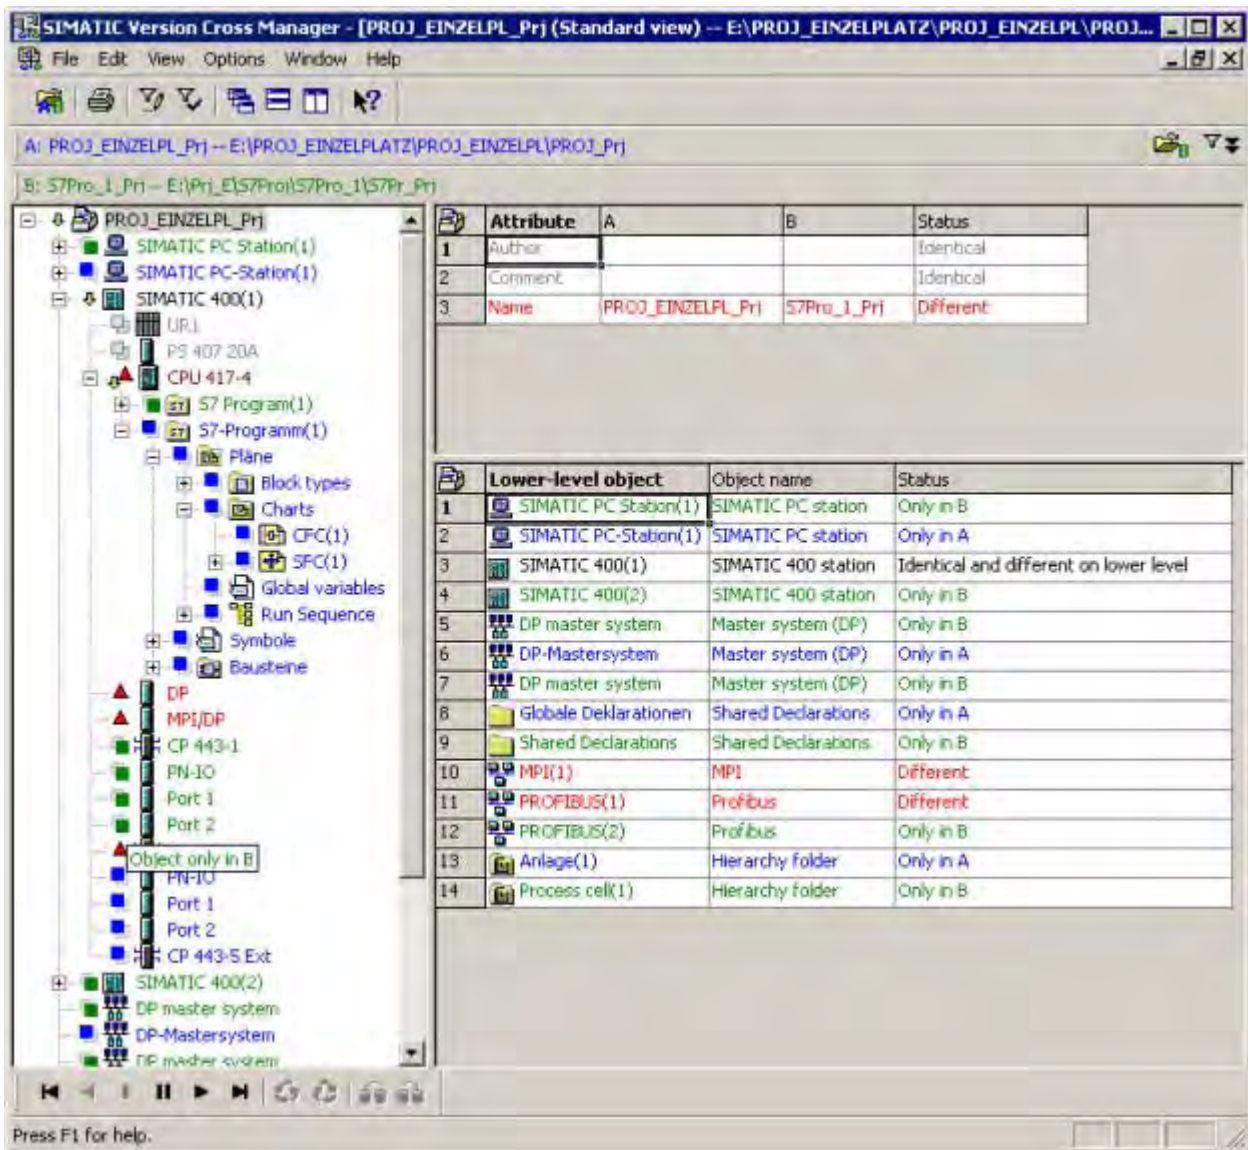 SIMATIC Version Cross Manager - [PROJ_EINZELPL_Prj (Standard view) -- E:\PROJ_EINZELPLATZ\PROJ_EINZELPL\PROJ...
File Edit View Options Window Help
A: PROJ_EINZELPL_Prj -- E:\PROJ_EINZELPLATZ\PROJ_EINZELPL\PROJ_Prj
B: S7Pro_1_Prj -- E:\Prj_E\S7Proj\S7Pro_1\S7Pr_Prj
PROJ_EINZELPL_Prj
SIMATIC PC Station(1)
SIMATIC PC-Station(1)
SIMATIC 400(1)
UR1
PS 407 20A
CPU 417-4
S7 Program(1)
S7-Programm(1)
Pläne
Block types
Charts
CFC(1)
SFC(1)
Global variables
Run Sequence
Symbole
Bausteine
DP
MPI/DP
CP 443-1
PN-IO
Port 1
Port 2
Object only in B
PN-IO
Port 1
Port 2
CP 443-5 Ext
SIMATIC 400(2)
DP master system
DP-Mastersystem
DP master system
Attribute A B Status
1 Author Identical
2 Comment Identical
3 Name PROJ_EINZELPL_Prj S7Pro_1_Prj Different
Lower-level object Object name Status
1 SIMATIC PC Station(1) SIMATIC PC station Only in B
2 SIMATIC PC-Station(1) SIMATIC PC station Only in A
3 SIMATIC 400(1) SIMATIC 400 station Identical and different on lower level
4 SIMATIC 400(2) SIMATIC 400 station Only in B
5 DP master system Master system (DP) Only in B
6 DP-Mastersystem Master system (DP) Only in A
7 DP master system Master system (DP) Only in B
8 Globale Deklarationen Shared Declarations Only in A
9 Shared Declarations Shared Declarations Only in B
10 MPI(1) MPI Different
11 PROFIBUS(1) Profibus Different
12 PROFIBUS(2) Profibus Only in B
13 Anlage(1) Hierarchy folder Only in A
14 Process cell(1) Hierarchy folder Only in B
Press F1 for help.